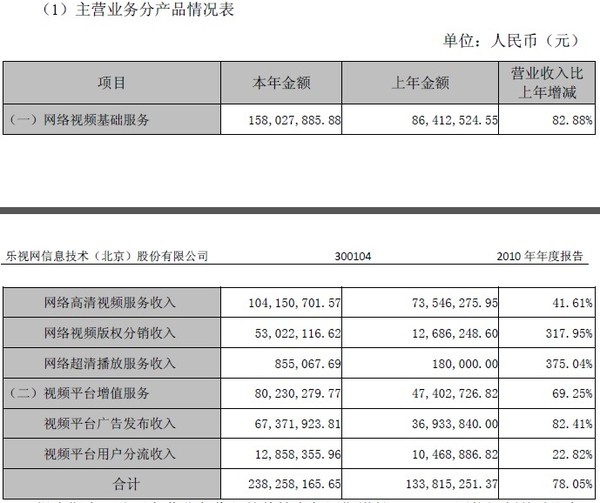 （1）主营业务分产品情况表
单位：人民币（元）
项目 本年金额 上年金额 营业收入比上年增减
（一）网络视频基础服务 158,027,885.88 86,412,524.55 82.88%
乐视网信息技术（北京）股份有限公司 300104 2010 年年度报告
网络高清视频服务收入 104,150,701.57 73,546,275.95 41.61%
网络视频版权分销收入 53,022,116.62 12,686,248.60 317.95%
网络超清播放服务收入 855,067.69 180,000.00 375.04%
（二）视频平台增值服务 80,230,279.77 47,402,726.82 69.25%
视频平台广告发布收入 67,371,923.81 36,933,840.00 82.41%
视频平台用户分流收入 12,858,355.96 10,468,886.82 22.82%
合计 238,258,165.65 133,815,251.37 78.05%